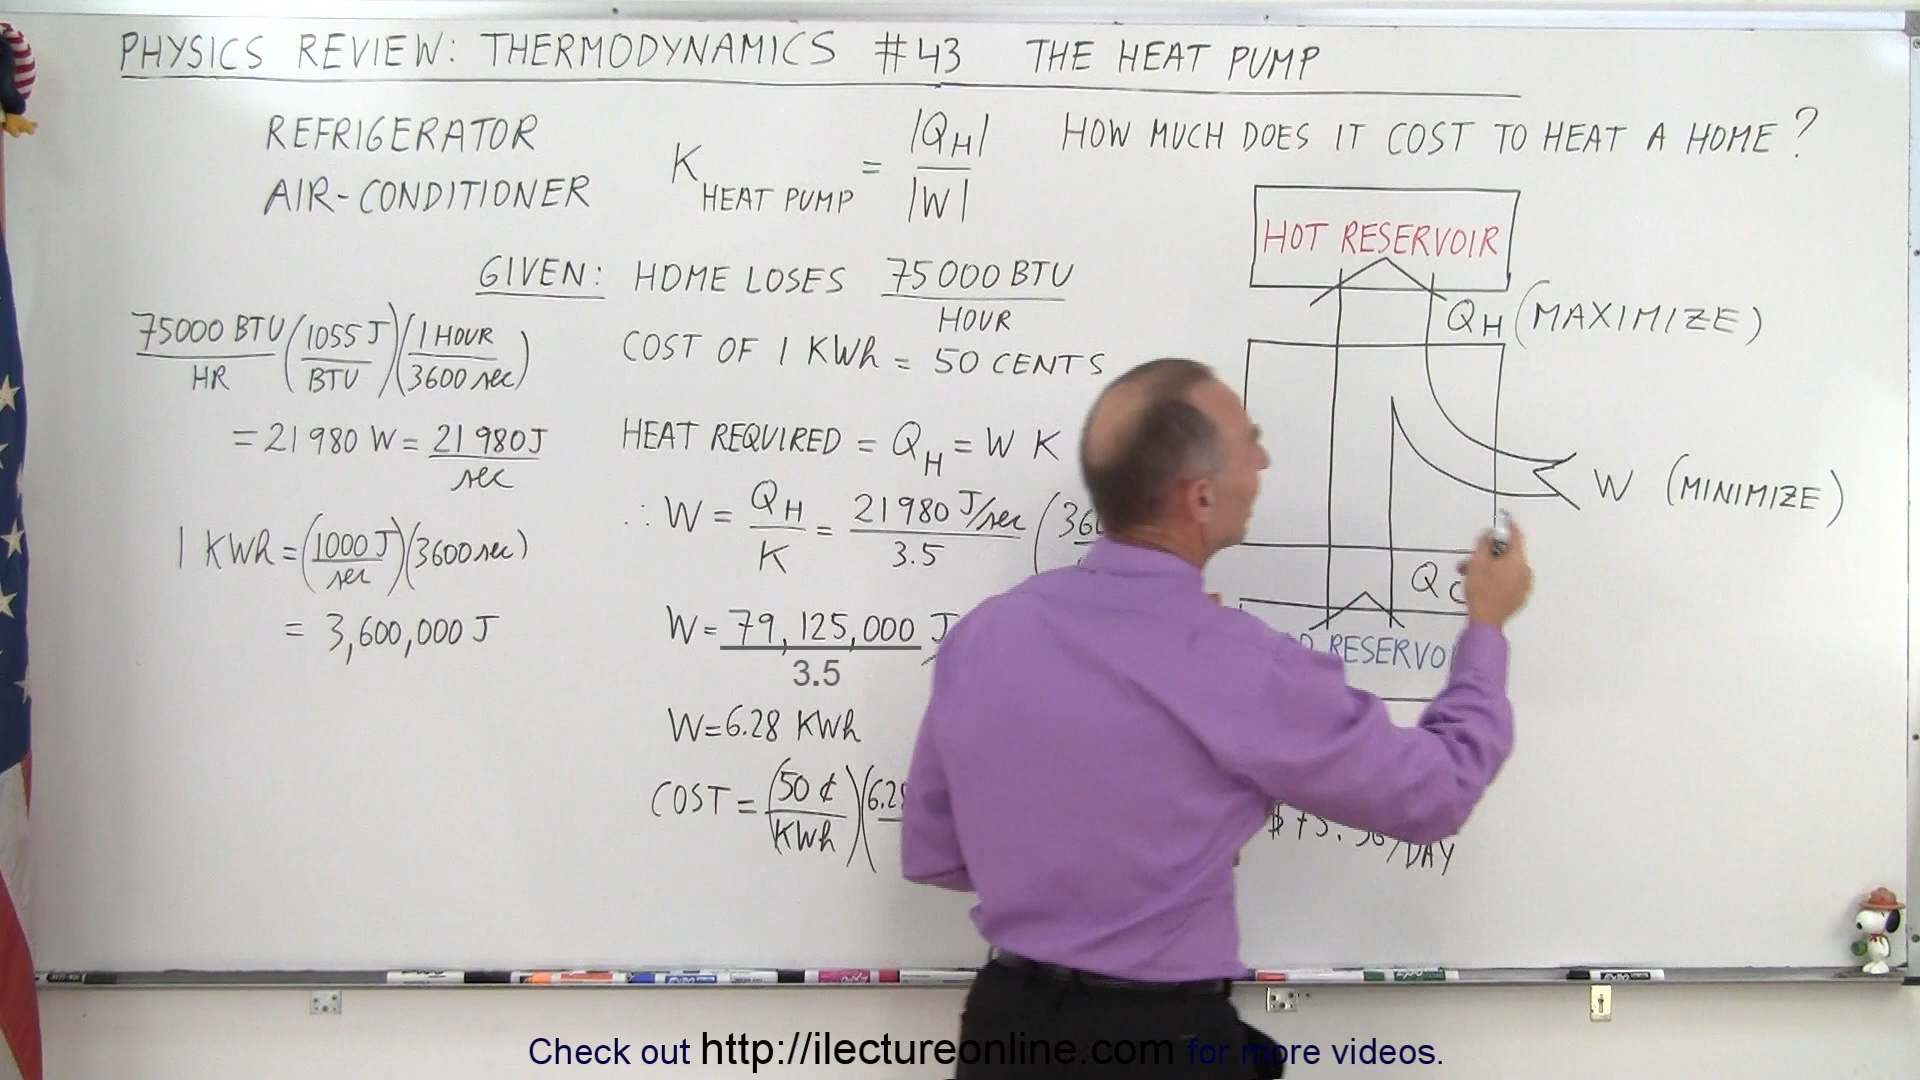 PHYSICS REVIEW: THERMODYNAMICS #43 THE HEAT PUMP
REFRIGERATOR
AIR-CONDITIONER
K HEAT PUMP = |QH| / |W|
HOW MUCH DOES IT COST TO HEAT A HOME?
GIVEN: HOME LOSES 75000 BTU / HOUR
COST OF 1 KWh = 50 CENTS
75000 BTU / HR (1055 J / BTU)(1 HOUR / 3600 sec)
= 21980 W = 21980 J / sec
1 KWh = (1000 J / sec)(3600 sec)
= 3,600,000 J
HEAT REQUIRED = QH = W K
∴ W = QH / K = 21980 J/sec / 3.5 (
W = 79,125,000 J / 3.5
W = 6.28 KWh
COST = (50 ¢ / KWh)(
/DAY
HOT RESERVOIR
QH (MAXIMIZE)
W (MINIMIZE)
Check out http://ilectureonline.com for more videos.